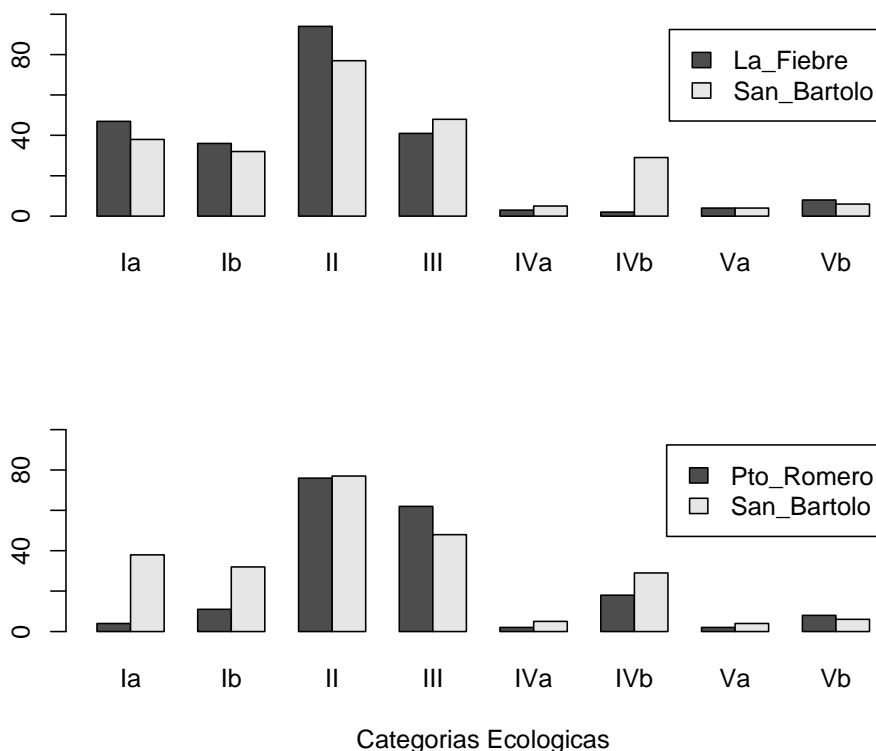 80
40
0
La_Fiebre
San_Bartolo
Ia Ib II III IVa IVb Va Vb
80
40
0
Pto_Romero
San_Bartolo
Ia Ib II III IVa IVb Va Vb
Categorias Ecologicas